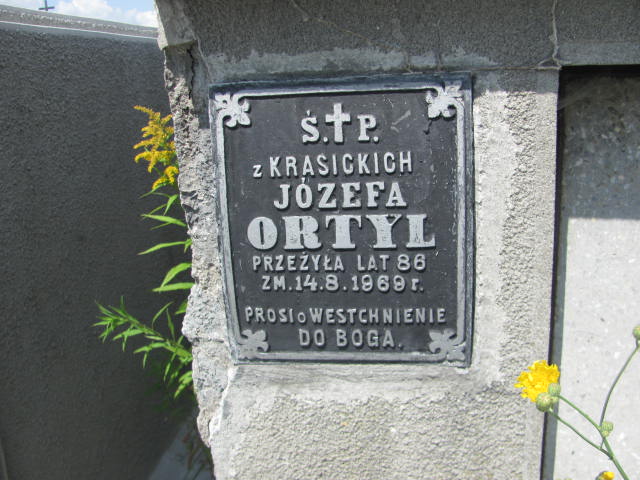 Ś.✝P.
z KRASICKICH
JÓZEFA
ORTYL
PRZEŻYŁA LAT 86
ZM. 14.8.1969 r.
PROSI o WESTCHNIENIE
DO BOGA.